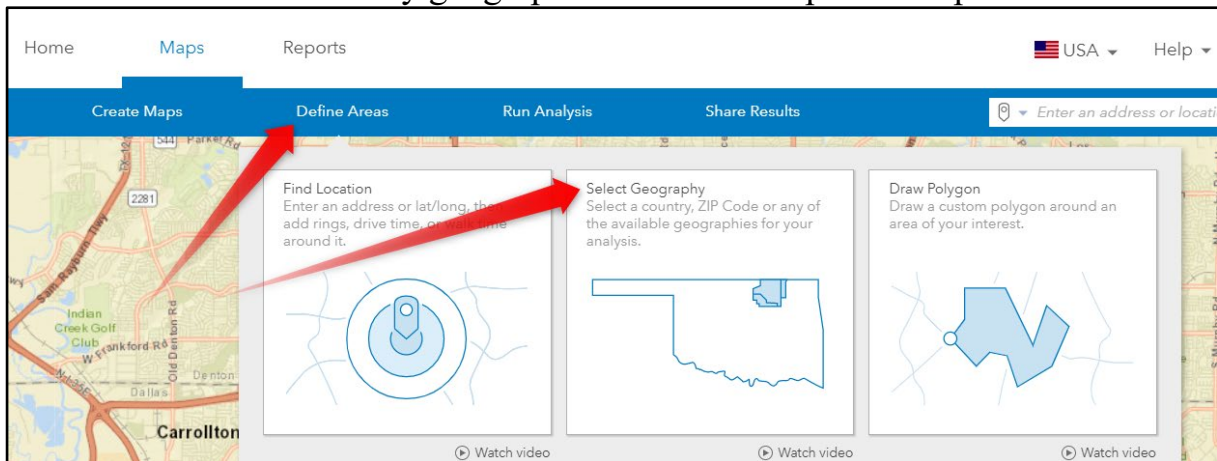 Home Maps Reports USA Help
Create Maps Define Areas Run Analysis Share Results Enter an address or locati
Find Location
Enter an address or lat/long, then
add rings, drive time, or walk time
around it.
Select Geography
Select a country, ZIP Code or any of
the available geographies for your
analysis.
Draw Polygon
Draw a custom polygon around an
area of your interest.
Watch video Watch video Watch video
544 Parker Rd
2281
Sam Rayburn Twy
Indian
Creek Golf
Club
W Frankford Rd
Old Denton Rd
Denton
Dallas
Carrollton